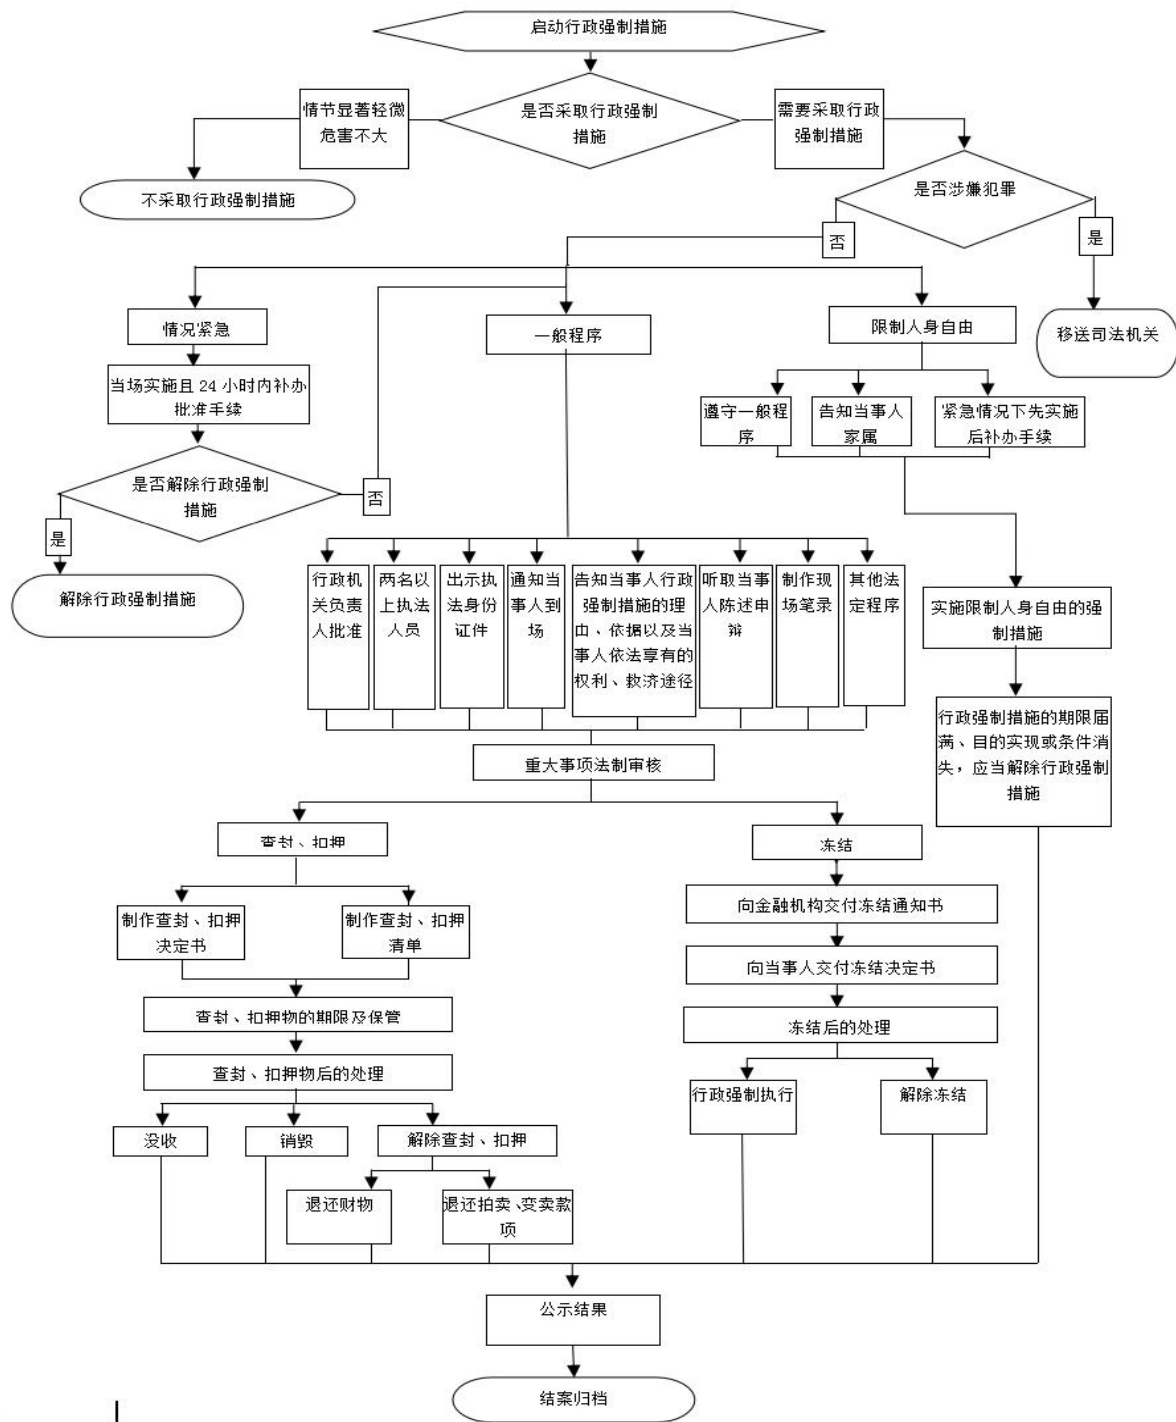 启动行政强制措施
情节显著轻微
危害不大
是否采取行政强制
措施
需要采取行政
强制措施
不采取行政强制措施
是否涉嫌犯罪
否
是
情况紧急
一般程序
限制人身自由
移送司法机关
当场实施且 24 小时内补办
批准手续
遵守一般程
序
告知当事人
家属
紧急情况下先实施
后补办手续
是否解除行政强制
措施
否
是
解除行政强制措施
行政机
关负责
人批准
两名以
上执法
人员
出示执
法身份
证件
通知当
事人到
场
告知当事人行政
强制措施的理
由、依据以及当
事人依法享有的
权利、救济途径
听取当事
人陈述申
辩
制作现
场笔录
其他法
定程序
实施限制人身自由的强
制措施
行政强制措施的期限届
满、目的实现或条件消
失，应当解除行政强制
措施
重大事项法制审核
查封、扣押
冻结
制作查封、扣押
决定书
制作查封、扣押
清单
向金融机构交付冻结通知书
向当事人交付冻结决定书
查封、扣押物的期限及保管
冻结后的处理
查封、扣押物后的处理
行政强制执行
解除冻结
没收
销毁
解除查封、扣押
退还财物
退还拍卖、变卖款
项
公示结果
结案归档